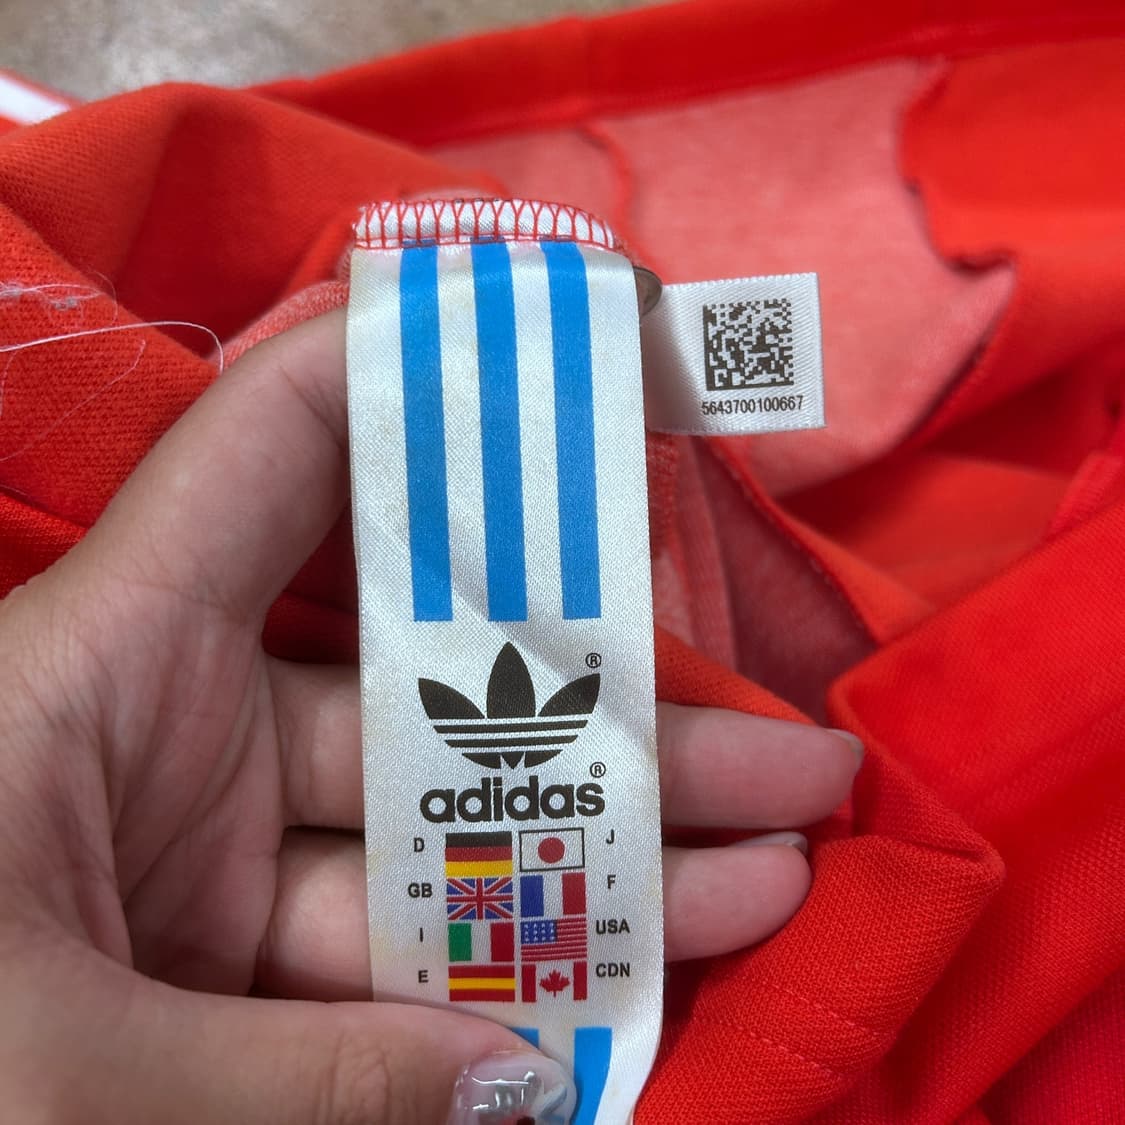 5643700100667
®
adidas®
D J
GB F
I USA
E CDN